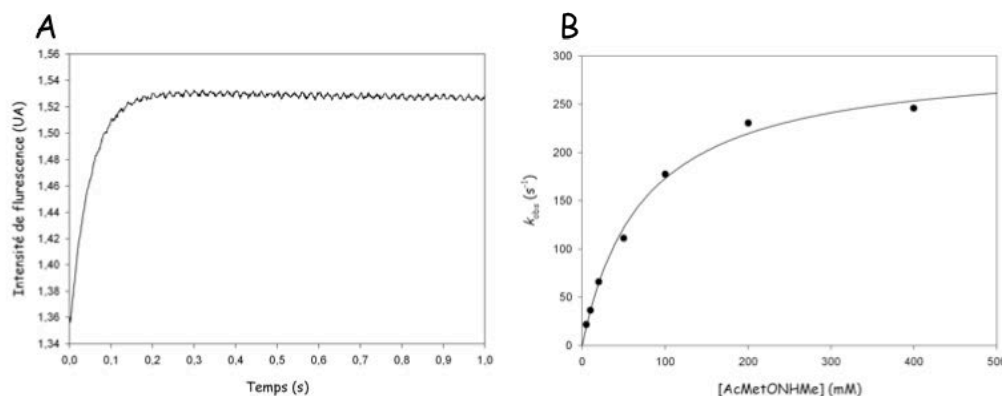 A
B
Intensité de flurescence (UA)
1,56
1,54
1,52
1,50
1,48
1,46
1,44
1,42
1,40
1,38
1,36
1,34
0,0 0,1 0,2 0,3 0,4 0,5 0,6 0,7 0,8 0,9 1,0
Temps (s)
kobs (s⁻¹)
300
250
200
150
100
50
0
0 100 200 300 400 500
[AcMetONHMe] (mM)